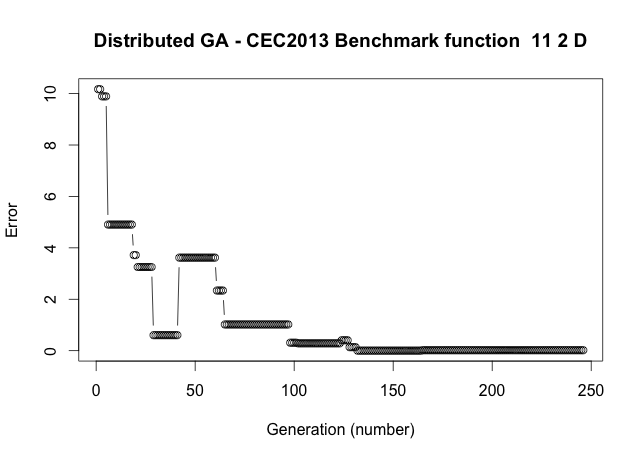 Distributed GA - CEC2013 Benchmark function  11 2 D
10
8
6
4
2
0
Error
0 50 100 150 200 250
Generation (number)